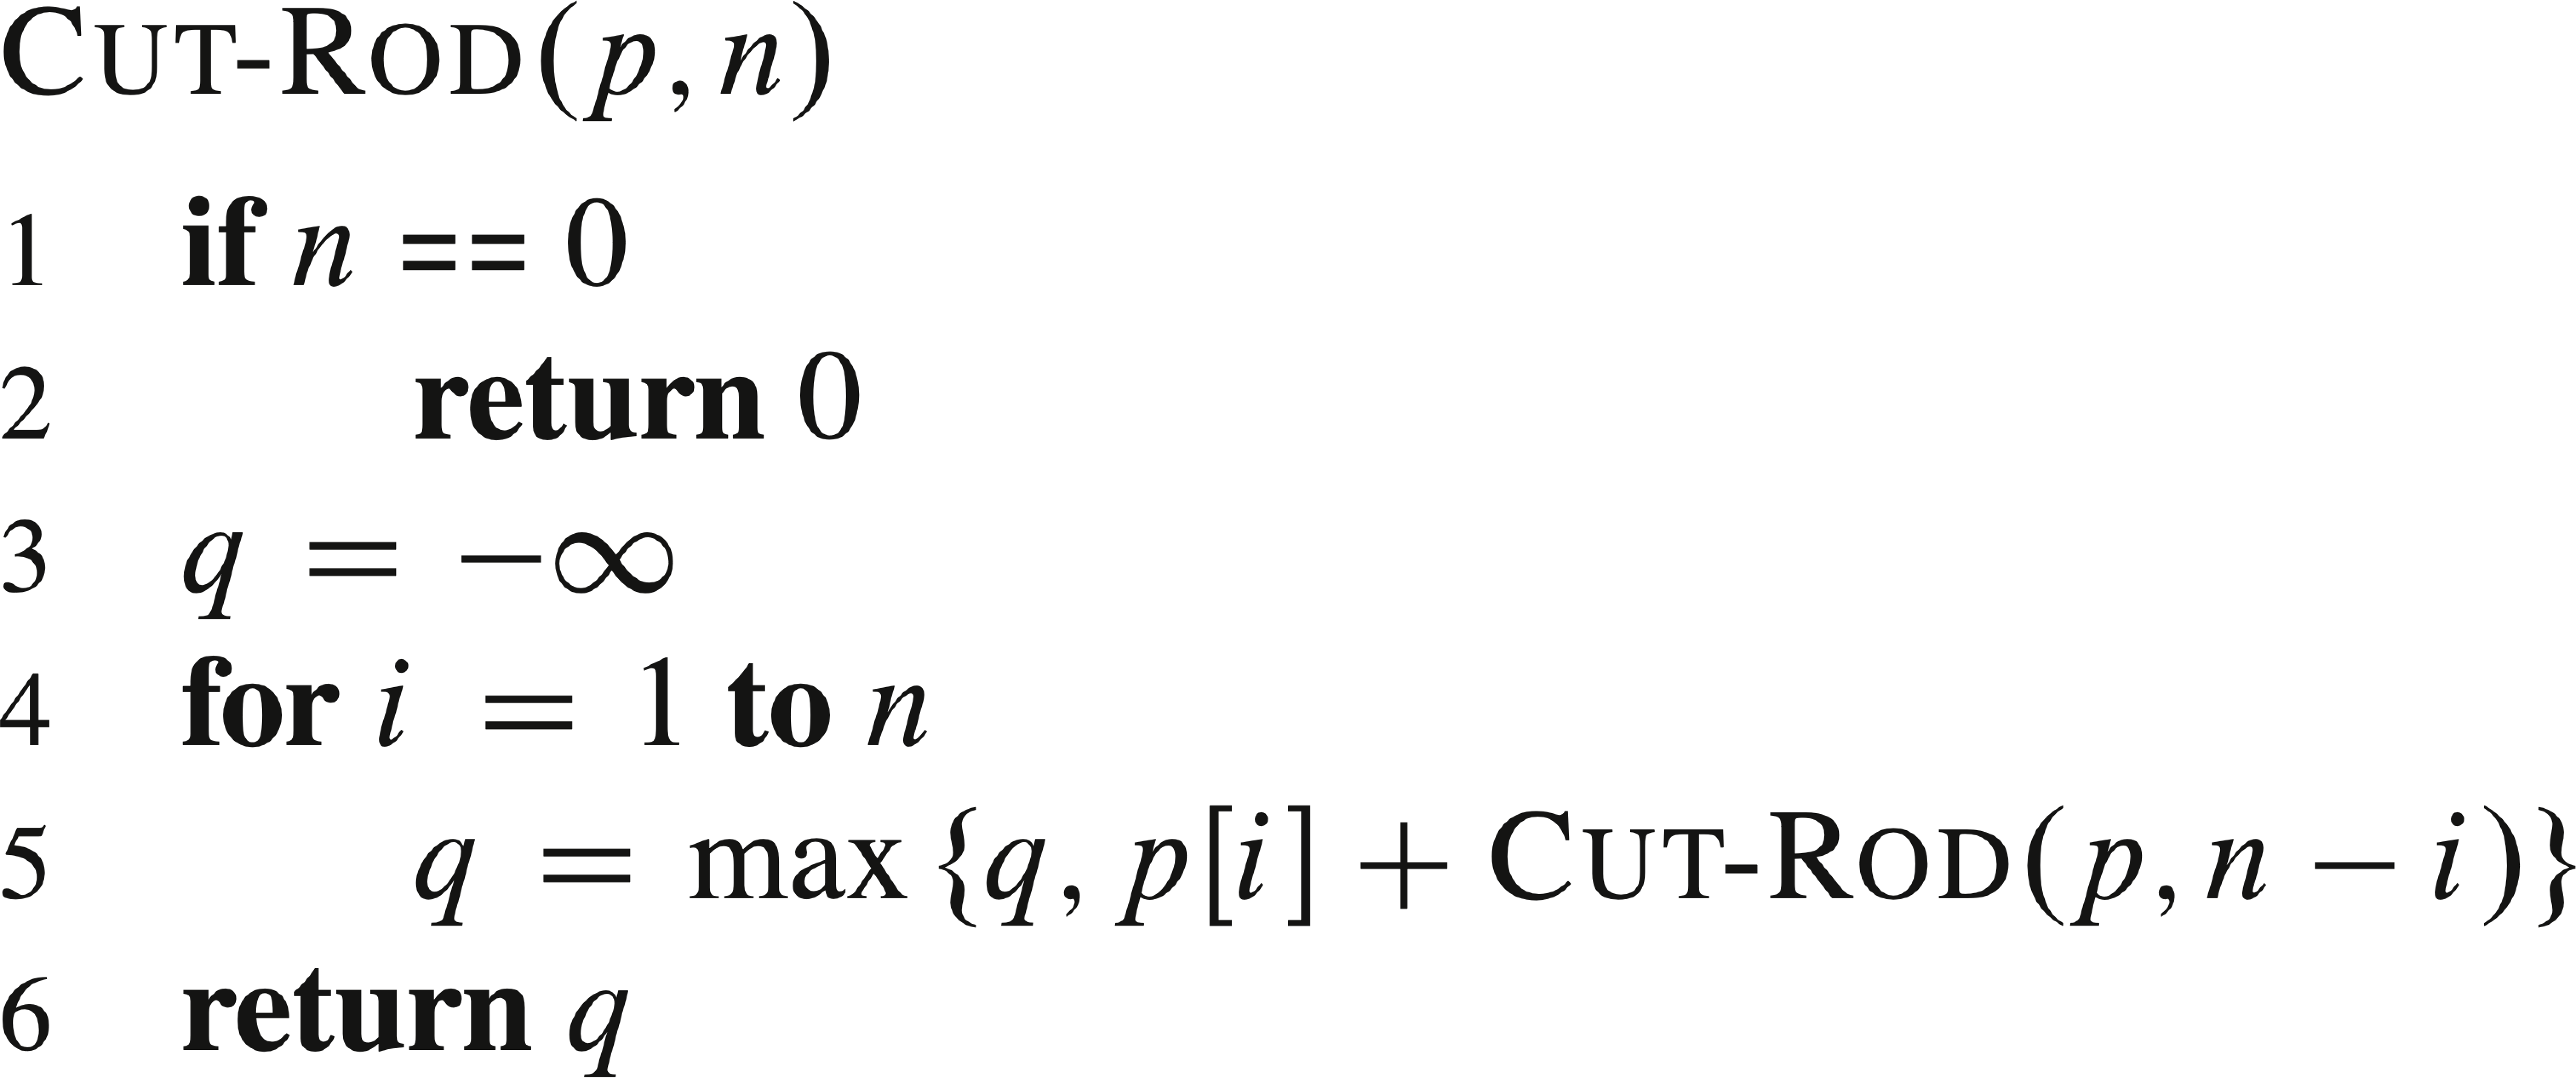 CUT-ROD(p, n)
1 if n == 0
2 return 0
3 q = −∞
4 for i = 1 to n
5 q = max {q, p[i] + CUT-ROD(p, n − i)}
6 return q